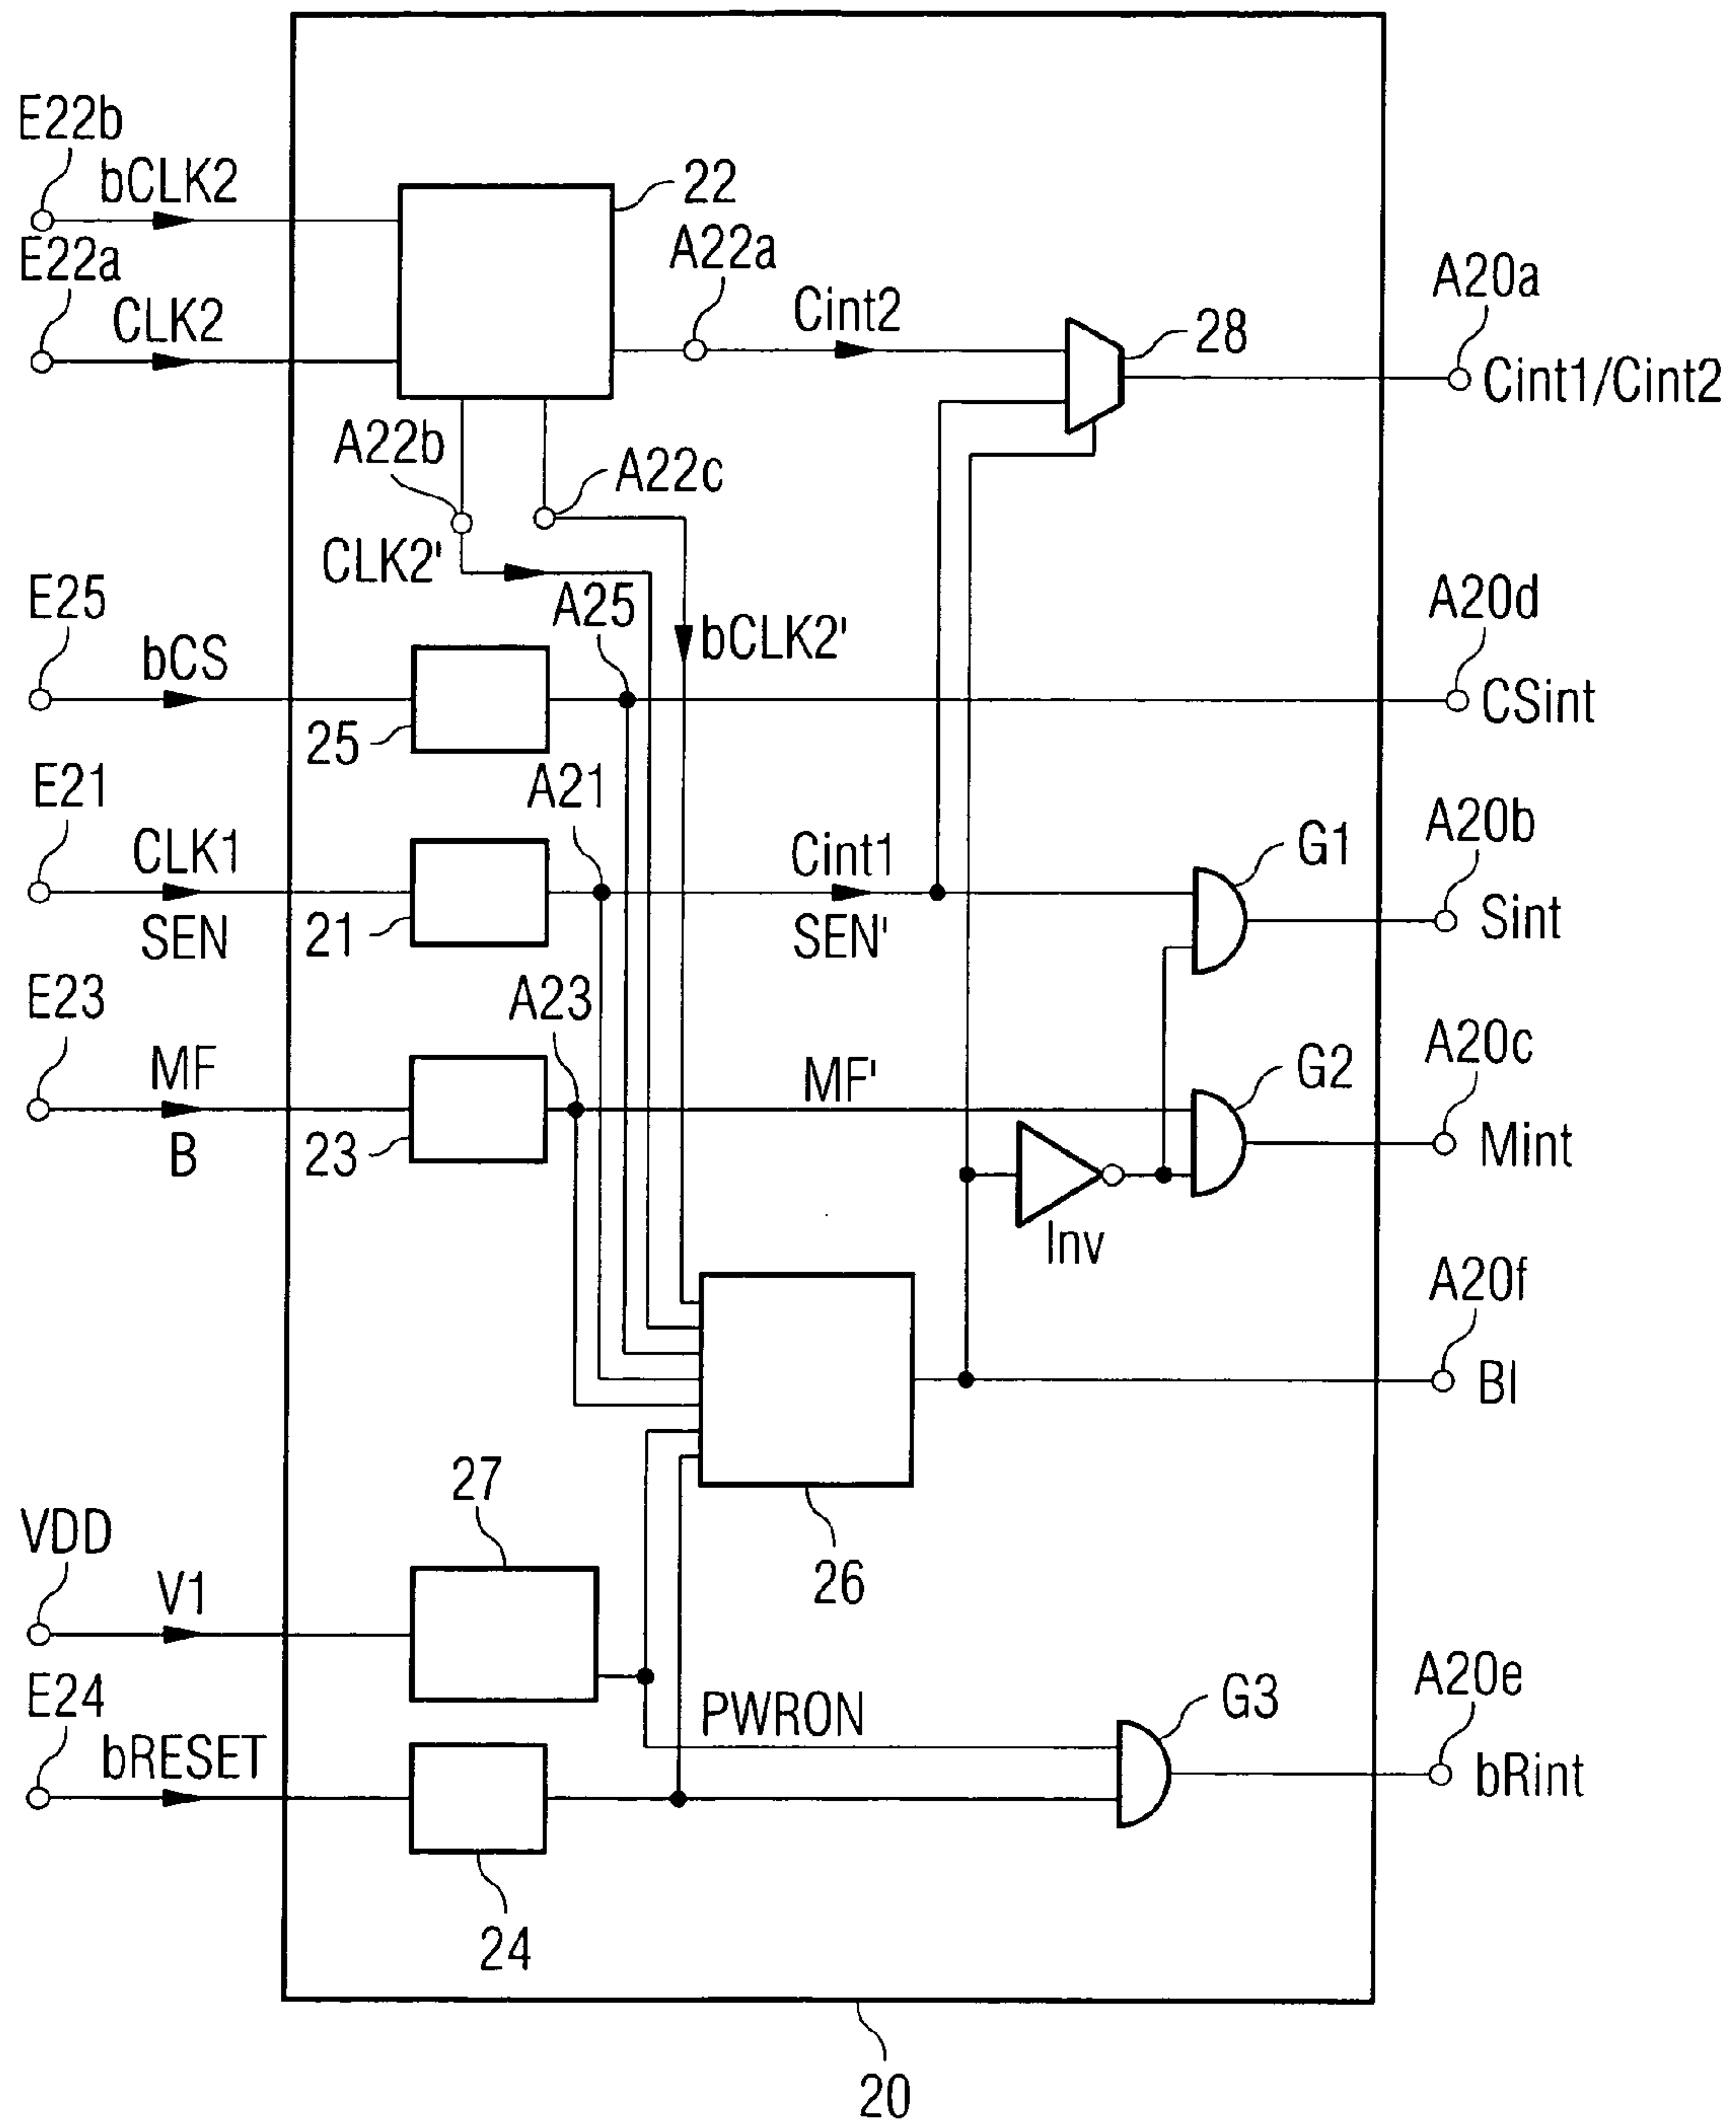 E22b
bCLK2
22
E22a
A22a
A20a
CLK2
Cint2
28
Cint1/Cint2
A22b
A22c
CLK2'
E25
A25
A20d
bCS
bCLK2'
CSint
25
E21
A21
A20b
CLK1
Cint1
G1
SEN
21
SEN'
Sint
E23
A23
A20c
MF
MF'
G2
B
23
Mint
Inv
A20f
BI
27
VDD
26
V1
E24
PWRON
G3
A20e
bRESET
bRint
24
20